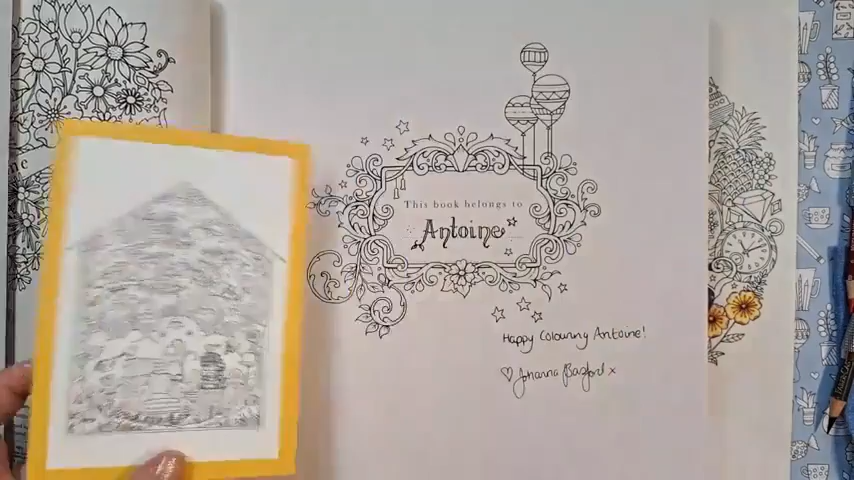 This book belongs to
Antoine
Happy Colouring Antoine!
Johanna Basford x